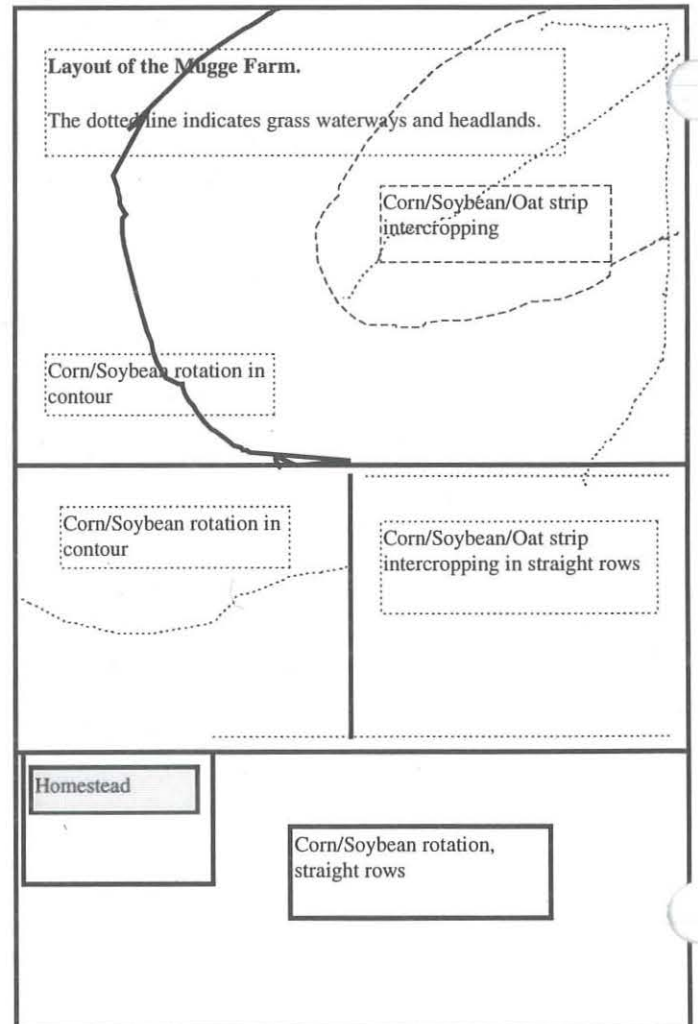 Layout of the Mugge Farm.
The dotted line indicates grass waterways and headlands.
Corn/Soybean/Oat strip
intercropping
Corn/Soybean rotation in
contour
Corn/Soybean rotation in
contour
Corn/Soybean/Oat strip
intercropping in straight rows
Homestead
Corn/Soybean rotation,
straight rows